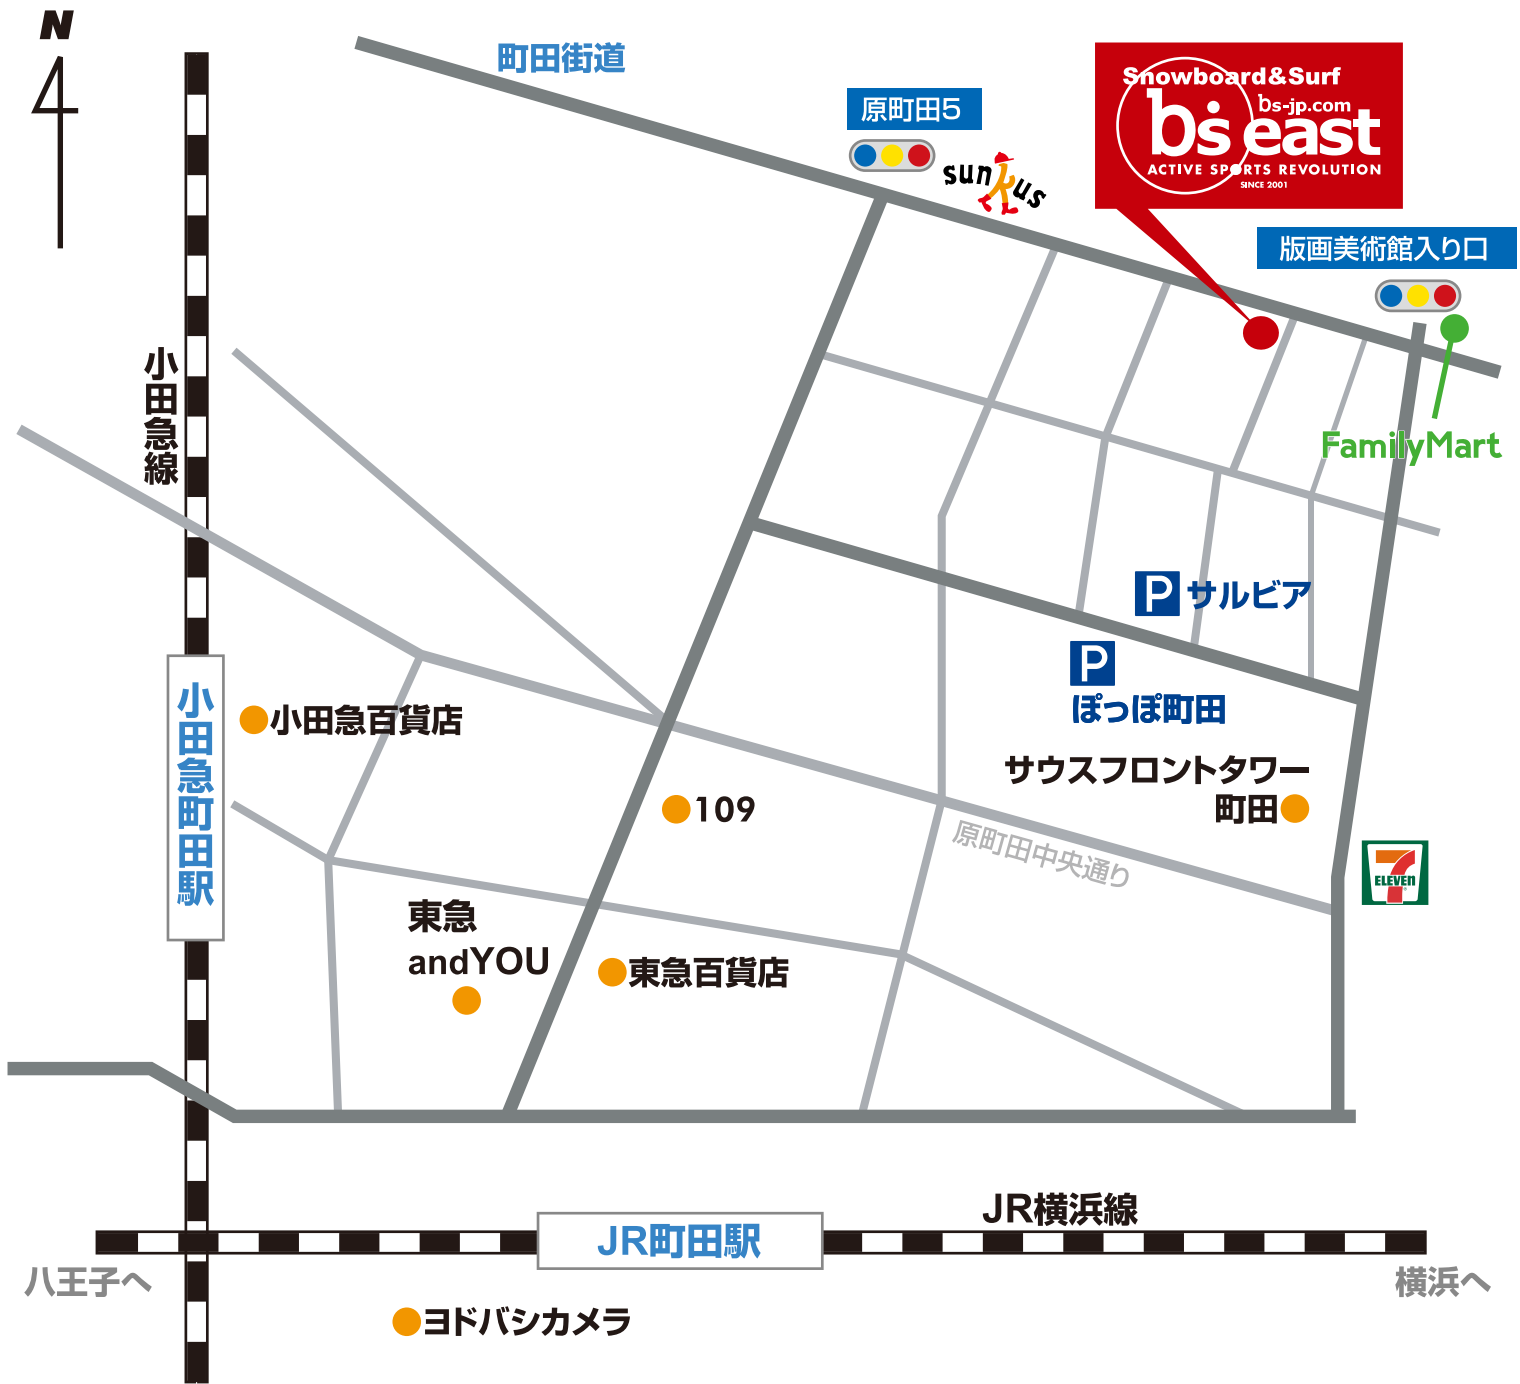 N
町田街道
原町田5
sunkus
Snowboard&Surf
bs-jp.com
b's east
ACTIVE SPORTS REVOLUTION
SINCE 2001
版画美術館入り口
小田急線
FamilyMart
P サルビア
P
ぽっぽ町田
小田急町田駅
小田急百貨店
サウスフロントタワー
町田
109
原町田中央通り
7
ELEVEN
東急
andYOU
東急百貨店
JR横浜線
JR町田駅
八王子へ
横浜へ
ヨドバシカメラ